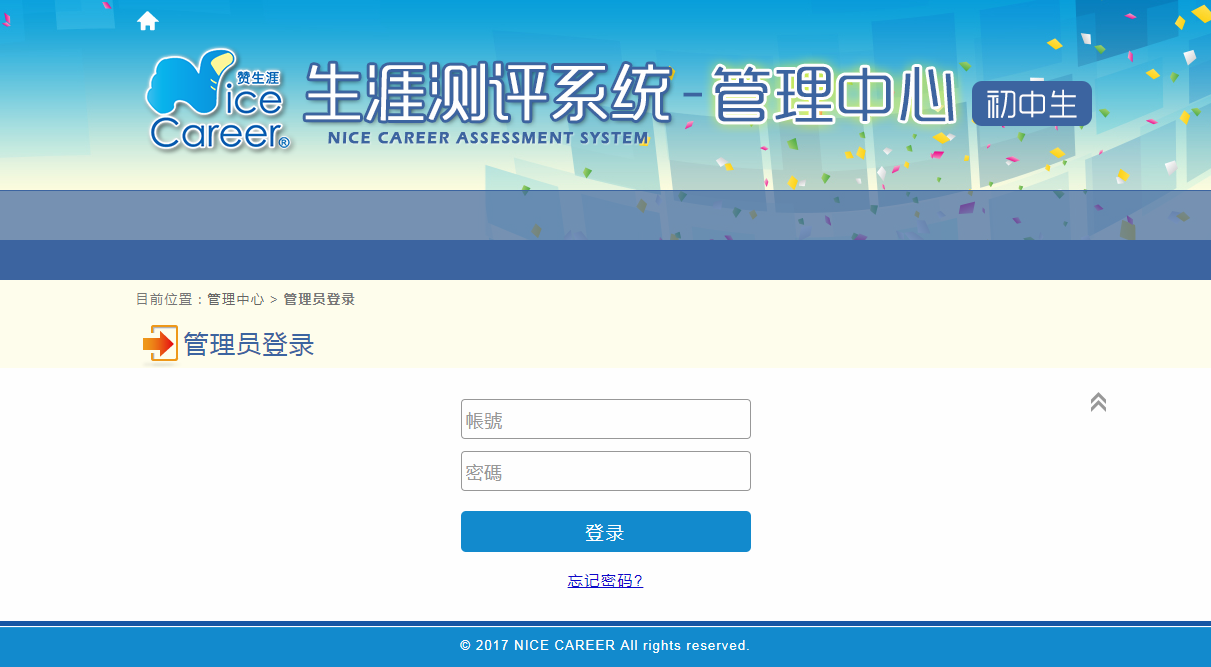 赞生涯
Nice
Career®
生涯测评系统-管理中心
初中生
NICE CAREER ASSESSMENT SYSTEM
目前位置：管理中心 > 管理员登录
管理员登录
帳號
密碼
登录
忘记密码?
© 2017 NICE CAREER All rights reserved.